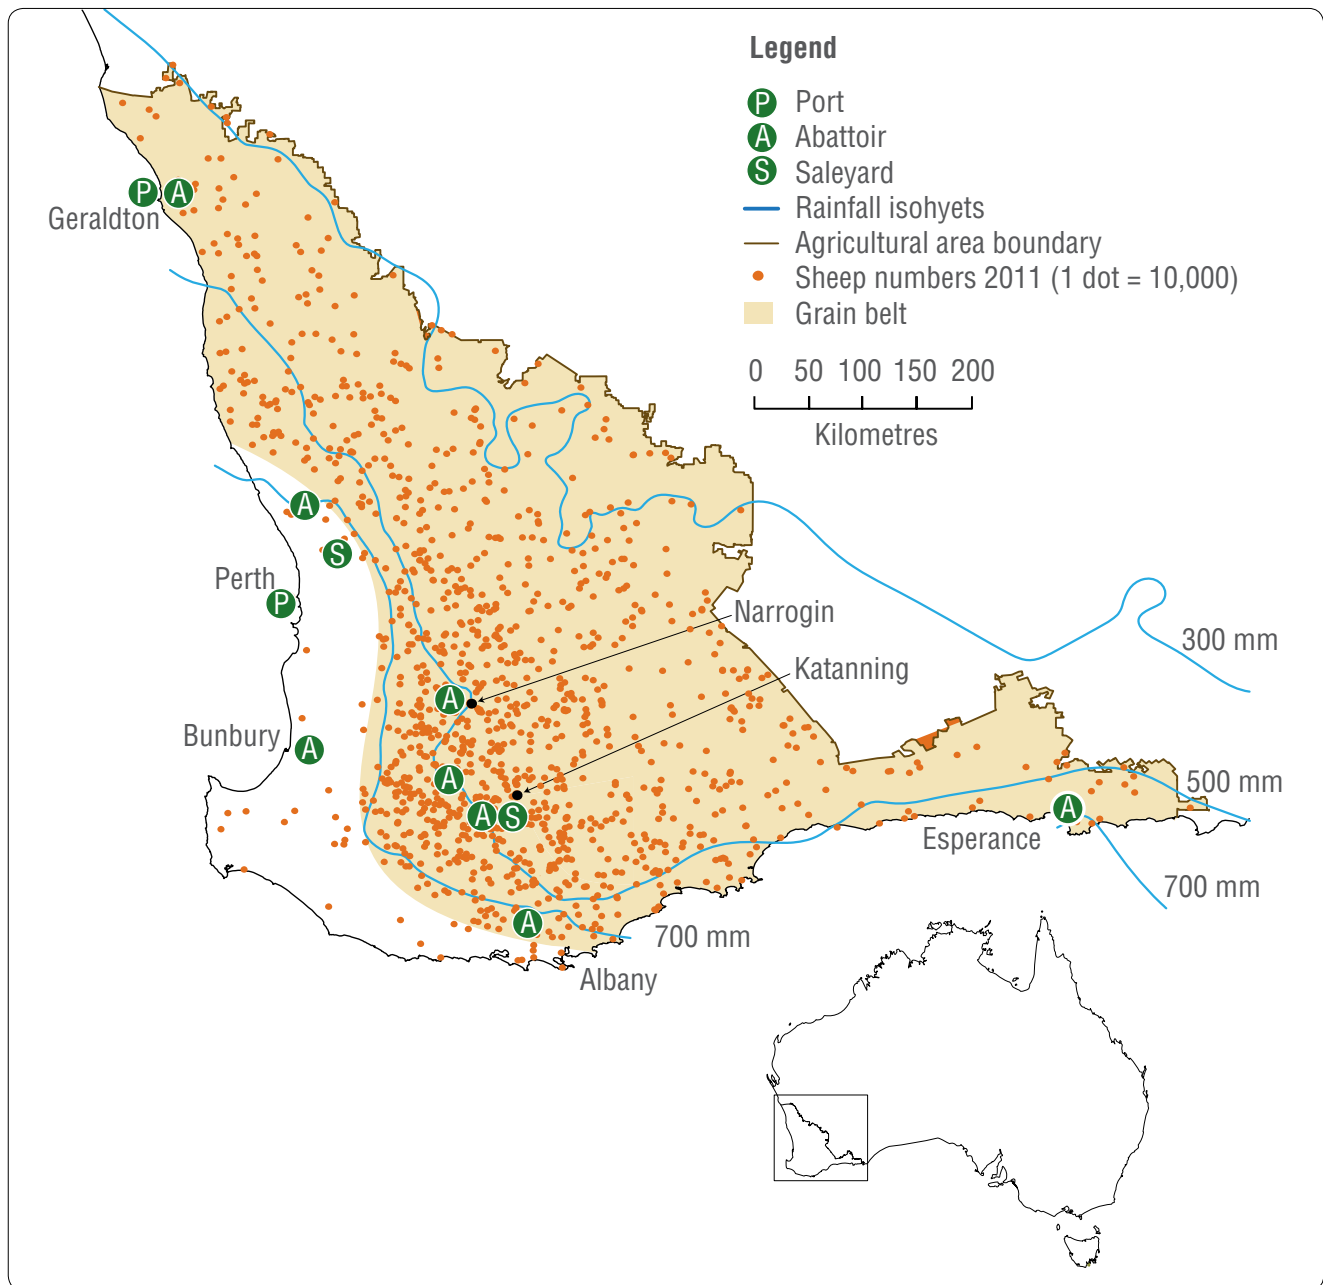 Legend
P Port
A Abattoir
S Saleyard
Rainfall isohyets
Agricultural area boundary
Sheep numbers 2011 (1 dot = 10,000)
Grain belt
0 50 100 150 200
Kilometres
P A
Geraldton
A
S
Perth
P
Narrogin
Katanning
300 mm
A
Bunbury
A
A
A S
500 mm
A
Esperance
700 mm
A
700 mm
Albany